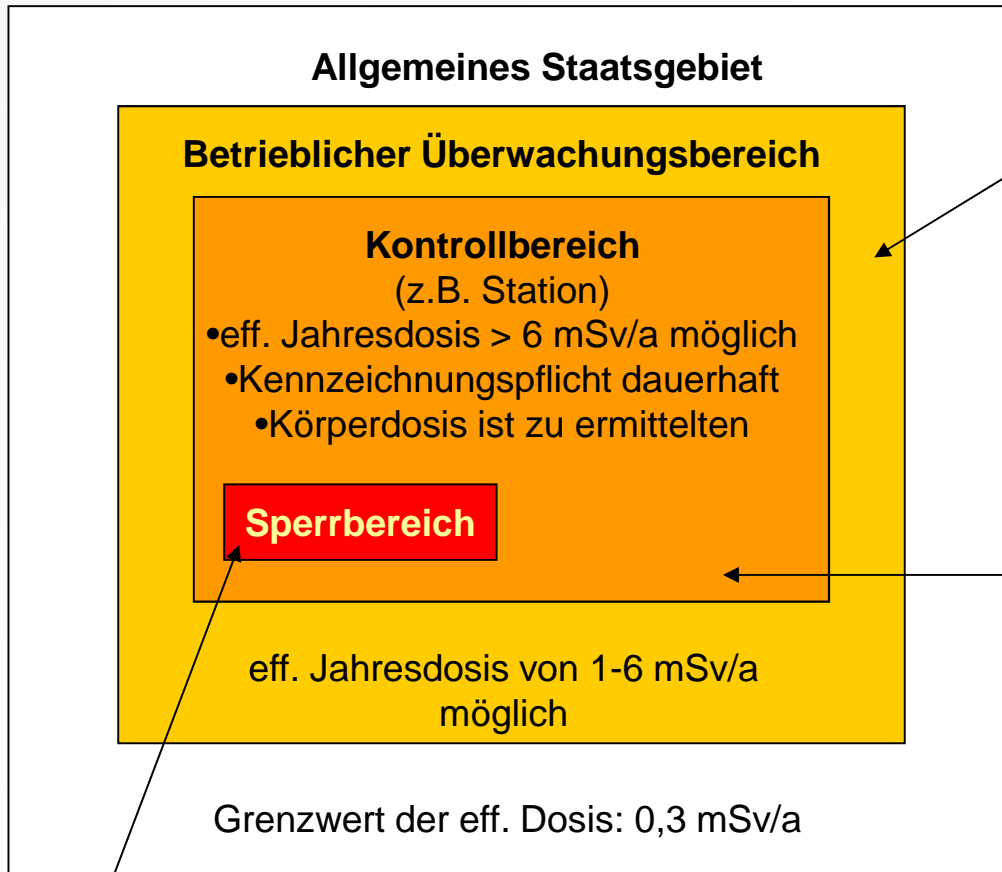 Allgemeines Staatsgebiet
Betrieblicher Überwachungsbereich
Kontrollbereich
(z.B. Station)
•eff. Jahresdosis > 6 mSv/a möglich
•Kennzeichnungspflicht dauerhaft
•Körperdosis ist zu ermittelten
Sperrbereich
eff. Jahresdosis von 1-6 mSv/a
möglich
Grenzwert der eff. Dosis: 0,3 mSv/a